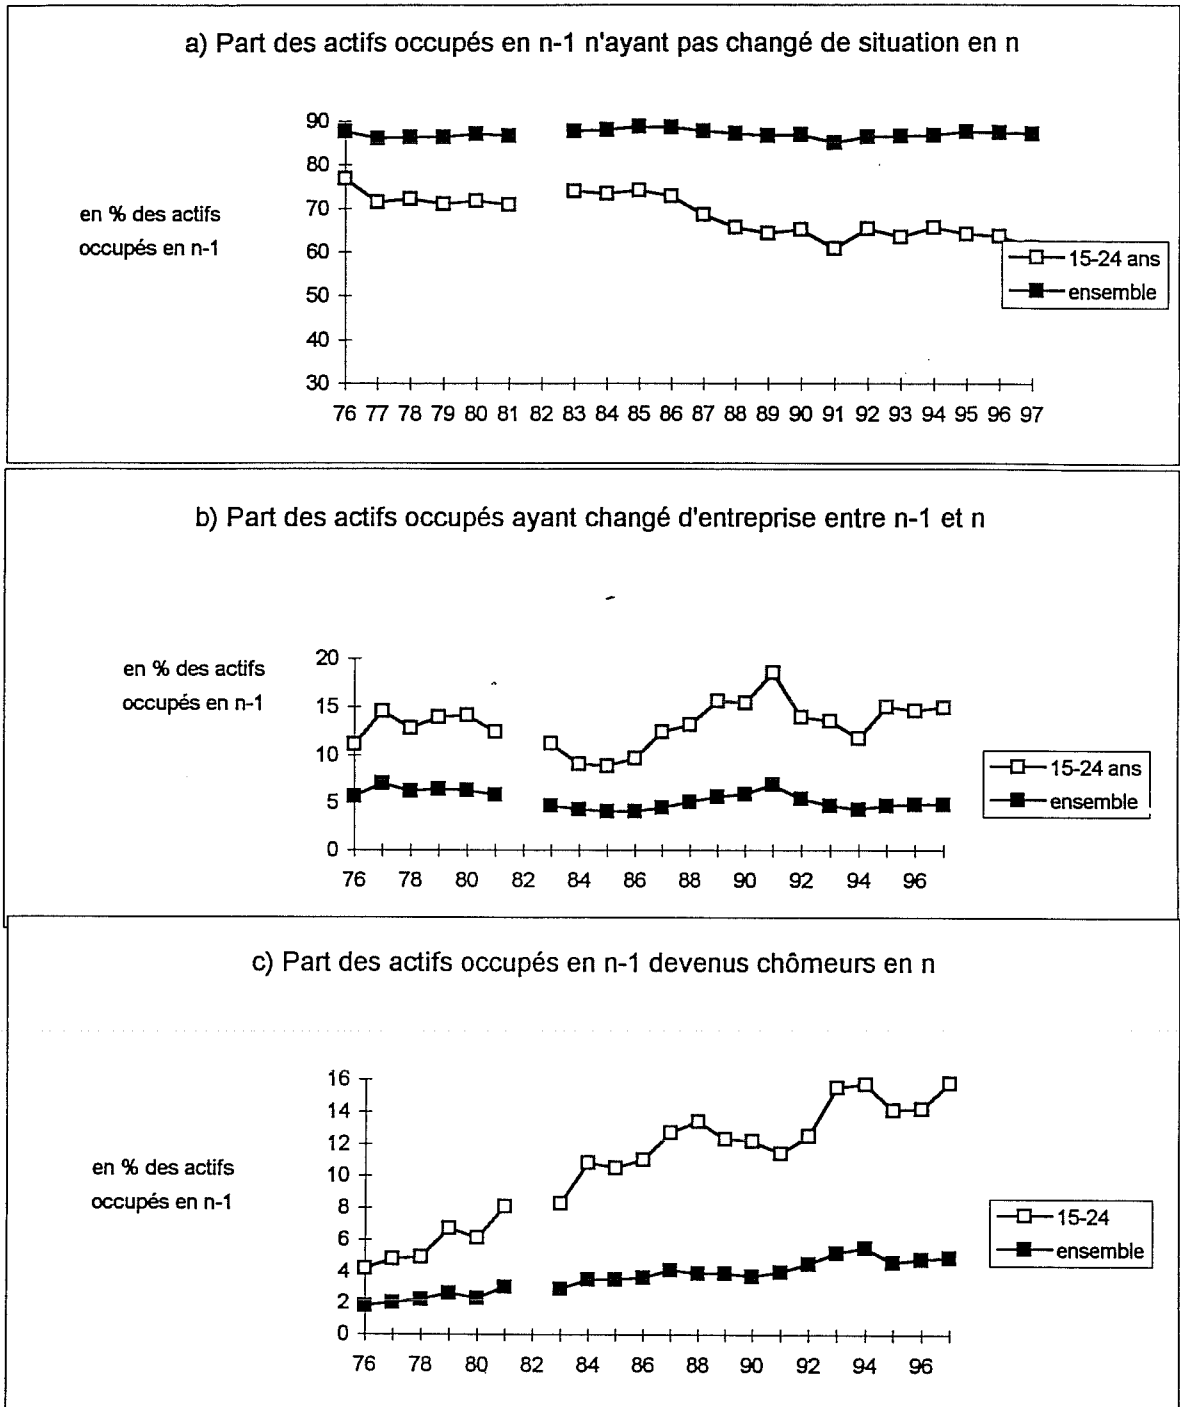 a) Part des actifs occupés en n-1 n'ayant pas changé de situation en n
90
80
70
60
50
40
30
en % des actifs
occupés en n-1
15-24 ans
ensemble
76 77 78 79 80 81 82 83 84 85 86 87 88 89 90 91 92 93 94 95 96 97
b) Part des actifs occupés ayant changé d'entreprise entre n-1 et n
en % des actifs
occupés en n-1
20
15
10
5
0
15-24 ans
ensemble
76 78 80 82 84 86 88 90 92 94 96
c) Part des actifs occupés en n-1 devenus chômeurs en n
16
14
12
10
8
6
4
2
0
en % des actifs
occupés en n-1
15-24
ensemble
76 78 80 82 84 86 88 90 92 94 96